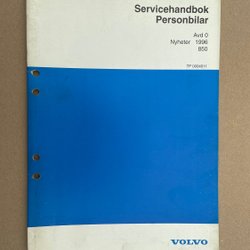 Servicehandbok
Personbilar
Avd 0
Nyheter 1996
850
VOLVO